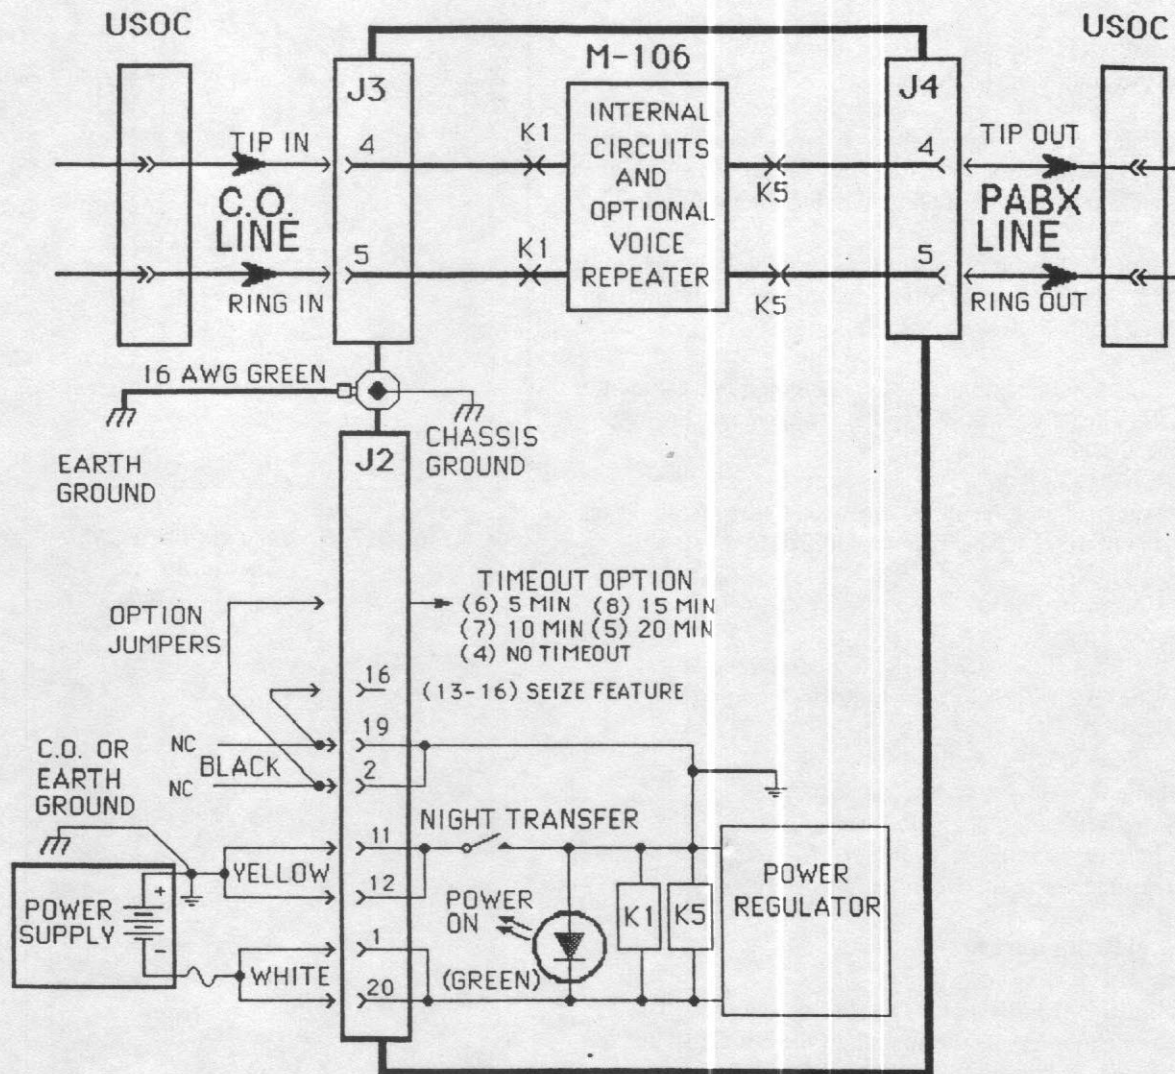 USOC
USOC
M-106
J3
J4
INTERNAL
CIRCUITS
AND
OPTIONAL
VOICE
REPEATER
TIP IN
4
K1
K5
4
TIP OUT
C.O.
LINE
PABX
LINE
5
K1
K5
5
RING IN
RING OUT
16 AWG GREEN
EARTH
GROUND
CHASSIS
GROUND
J2
TIMEOUT OPTION
(6) 5 MIN (8) 15 MIN
(7) 10 MIN (5) 20 MIN
(4) NO TIMEOUT
OPTION
JUMPERS
16
(13-16) SEIZE FEATURE
NC
19
BLACK
NC
2
C.O. OR
EARTH
GROUND
11
NIGHT TRANSFER
YELLOW
12
POWER
SUPPLY
+
-
1
WHITE
20
POWER
ON
(GREEN)
K1
K5
POWER
REGULATOR